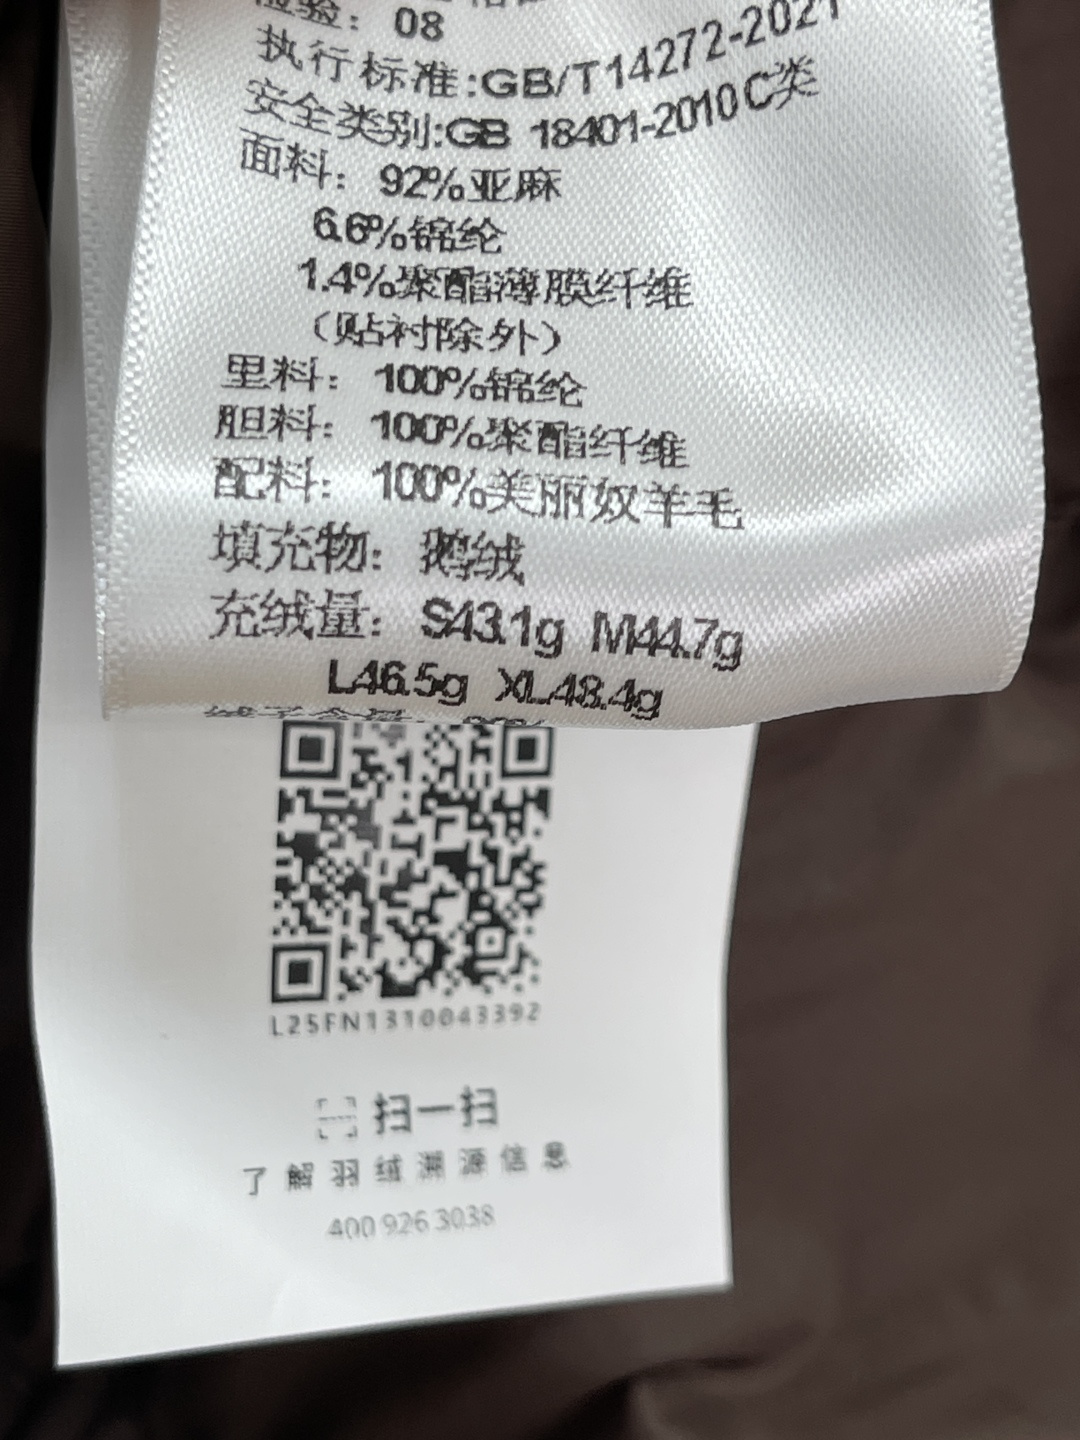 检验：08
执行标准:GB/T14272-2021
安全类别:GB 18401-2010 C类
面料：92%亚麻
6.6%锦纶
1.4%聚酯薄膜纤维
（贴衬除外）
里料：100%锦纶
胆料：100%聚酯纤维
配料：100%美丽奴羊毛
填充物：鹅绒
充绒量：S43.1g M44.7g
L46.5g XL48.4g
L25FN1310043392
扫一扫
了解羽绒溯源信息
400 926 3038